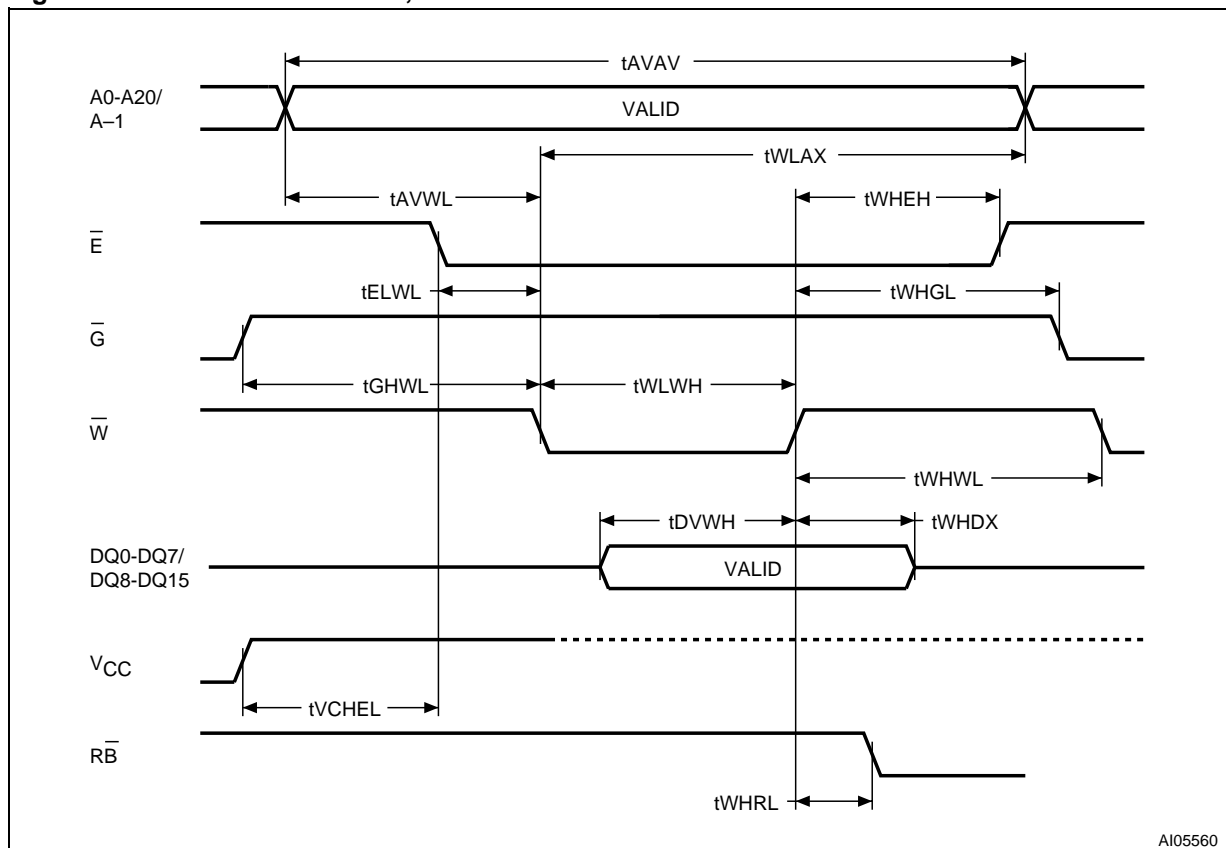 tAVAV
A0-A20/
A–1
VALID
tWLAX
tAVWL
tWHEH
E̅
tELWL
tWHGL
G̅
tGHWL
tWLWH
W̅
tWHWL
tDVWH
tWHDX
DQ0-DQ7/
DQ8-DQ15
VALID
VCC
tVCHEL
RB̅
tWHRL
AI05560